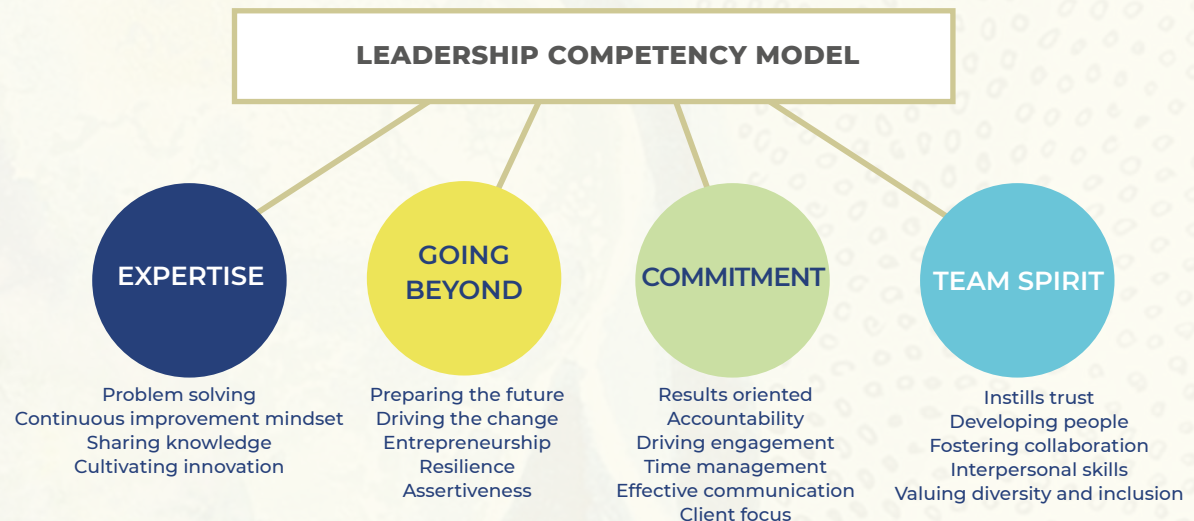 LEADERSHIP COMPETENCY MODEL
EXPERTISE
Problem solving
Continuous improvement mindset
Sharing knowledge
Cultivating innovation
GOING
BEYOND
Preparing the future
Driving the change
Entrepreneurship
Resilience
Assertiveness
COMMITMENT
Results oriented
Accountability
Driving engagement
Time management
Effective communication
Client focus
TEAM SPIRIT
Instills trust
Developing people
Fostering collaboration
Interpersonal skills
Valuing diversity and inclusion